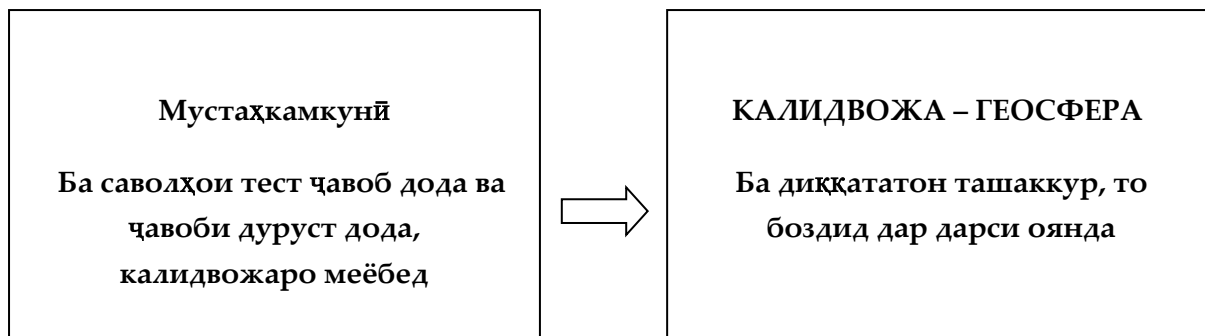 Мустаҳкамкунӣ
Ба саволҳои тест ҷавоб дода ва
ҷавоби дуруст дода,
калидвожаро меёбед
КАЛИДВОЖА – ГЕОСФЕРА
Ба диққататон ташаккур, то
боздид дар дарси оянда